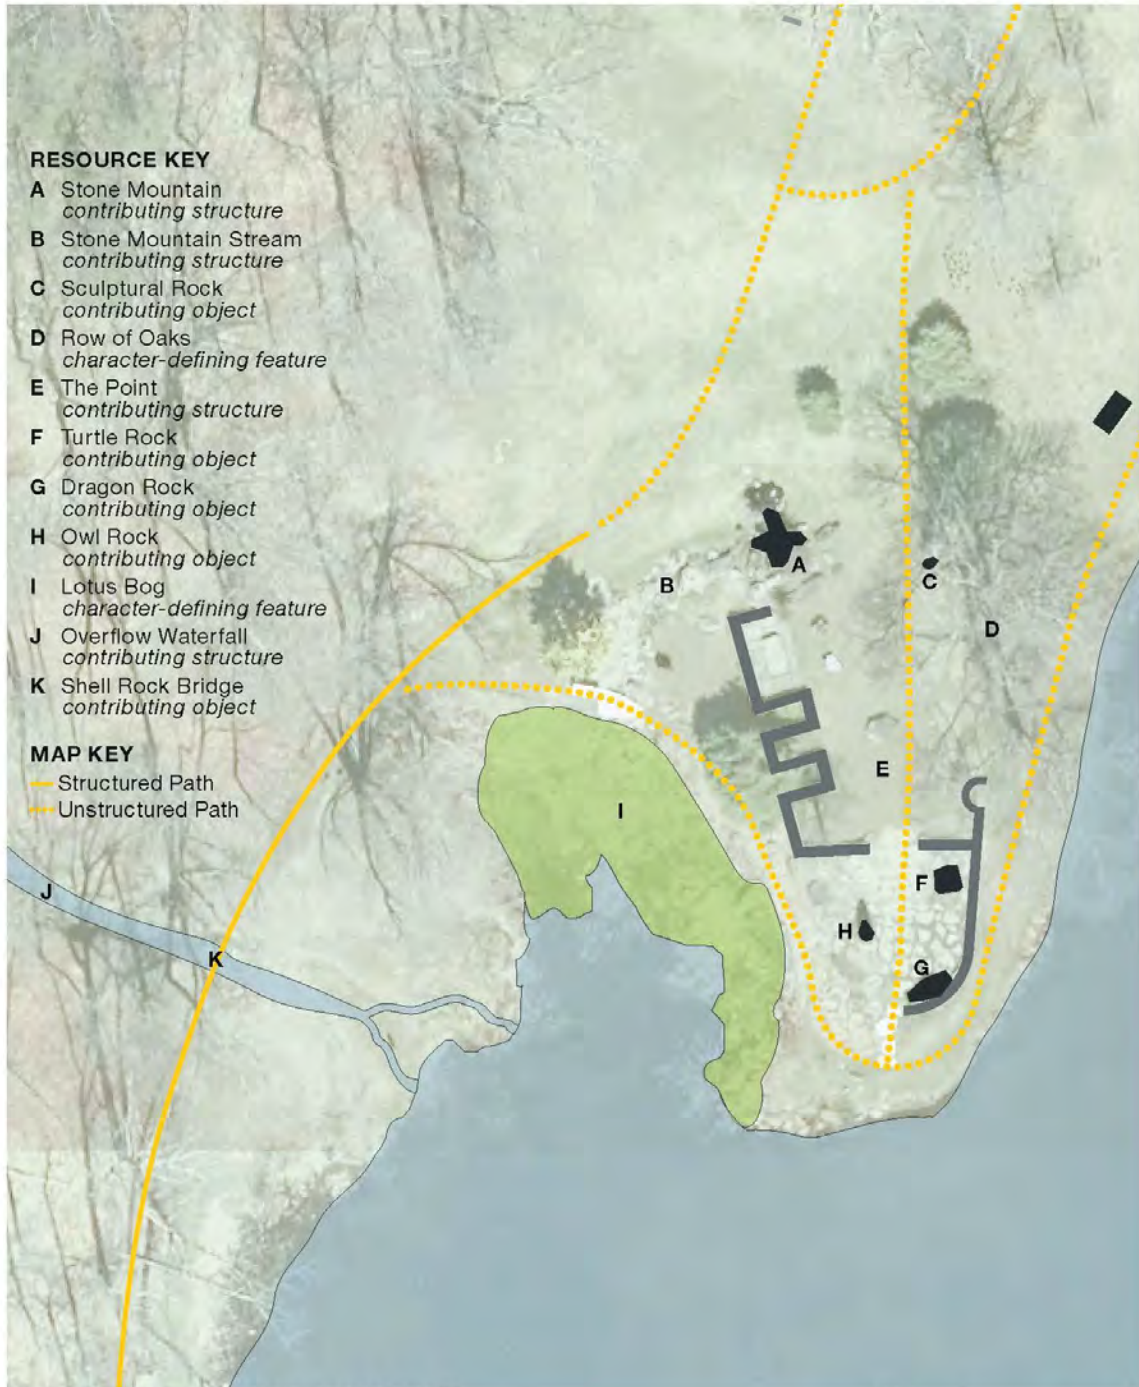 RESOURCE KEY
A Stone Mountain
contributing structure
B Stone Mountain Stream
contributing structure
C Sculptural Rock
contributing object
D Row of Oaks
character-defining feature
E The Point
contributing structure
F Turtle Rock
contributing object
G Dragon Rock
contributing object
H Owl Rock
contributing object
I Lotus Bog
character-defining feature
J Overflow Waterfall
contributing structure
K Shell Rock Bridge
contributing object
MAP KEY
Structured Path
Unstructured Path
A
B
C
D
E
I
F
J
H
K
G